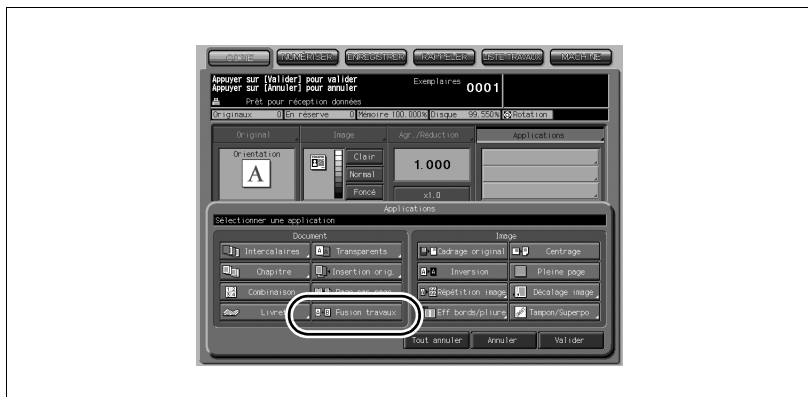 COPIE NUMÉRISER ENREGISTRER RAPPELER LISTE TRAVAUX MACHINE
Appuyer sur [Valider] pour valider
Appuyer sur [Annuler] pour annuler
Exemplaires 0001
Prêt pour réception données
Originaux 0 En réserve 0 Mémoire 100.000% Disque 99.550% Rotation
Original Image Agr./Réduction Applications
Orientation
A
Clair
Normal
Foncé
1.000
x1.0
Applications
Sélectionner une application
Document Image
Intercalaires Transparents Cadrage original Centrage
Chapitre Insertion orig. Inversion Pleine page
Combinaison Répétition image Décalage image
Livret Fusion travaux Eff bords/pliure Tampon/Superpo
Tout annuler Annuler Valider